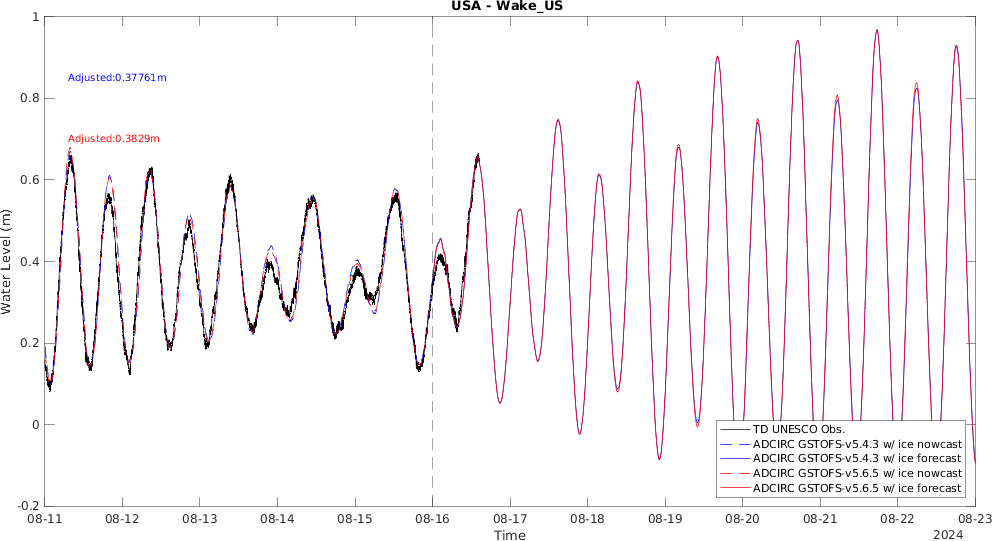 USA - Wake_US
Adjusted:0.37761m
Adjusted:0.3829m
Water Level (m)
1
0.8
0.6
0.4
0.2
0
-0.2
TD UNESCO Obs.
ADCIRC GSTOFS-v5.4.3 w/ ice nowcast
ADCIRC GSTOFS-v5.4.3 w/ ice forecast
ADCIRC GSTOFS-v5.6.5 w/ ice nowcast
ADCIRC GSTOFS-v5.6.5 w/ ice forecast
08-11 08-12 08-13 08-14 08-15 08-16 08-17 08-18 08-19 08-20 08-21 08-22 08-23
Time
2024